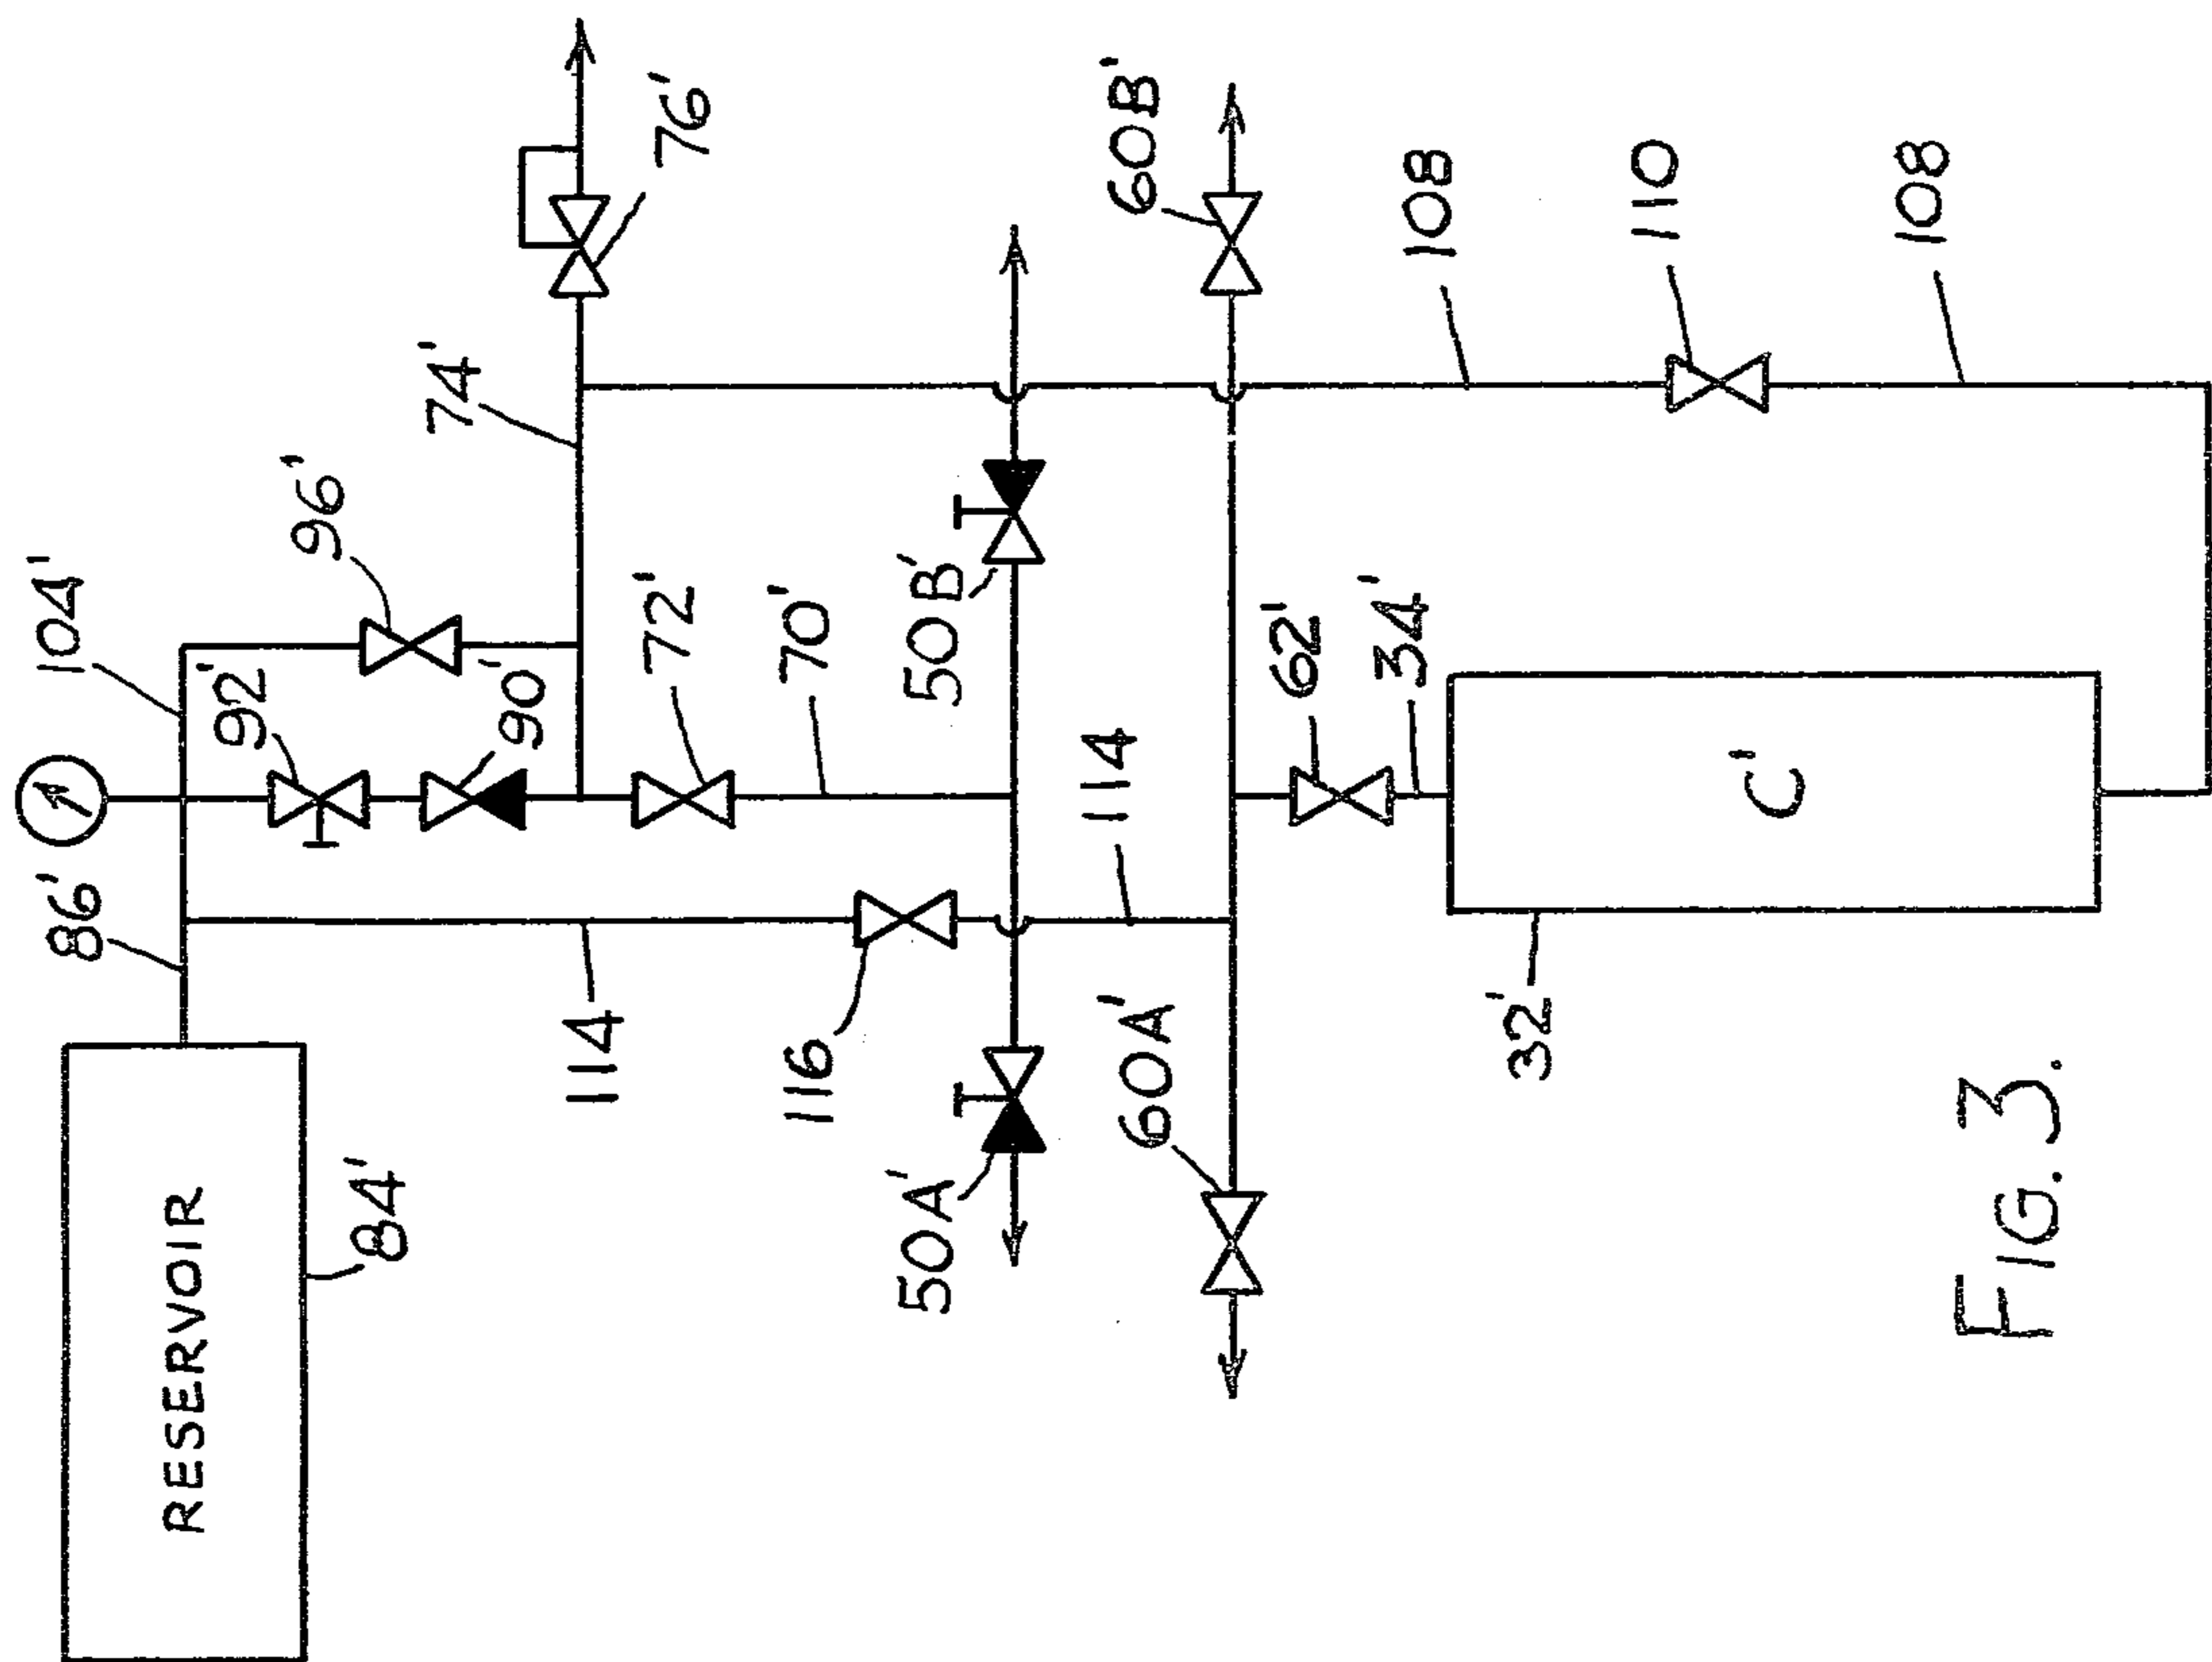 RESERVOIR
84'
86'
104'
92'
90'
96'
74'
76'
72'
70'
114
116
50A'
50B'
60A'
60B'
114
62'
34'
32'
C'
108
110
108
FIG. 3.